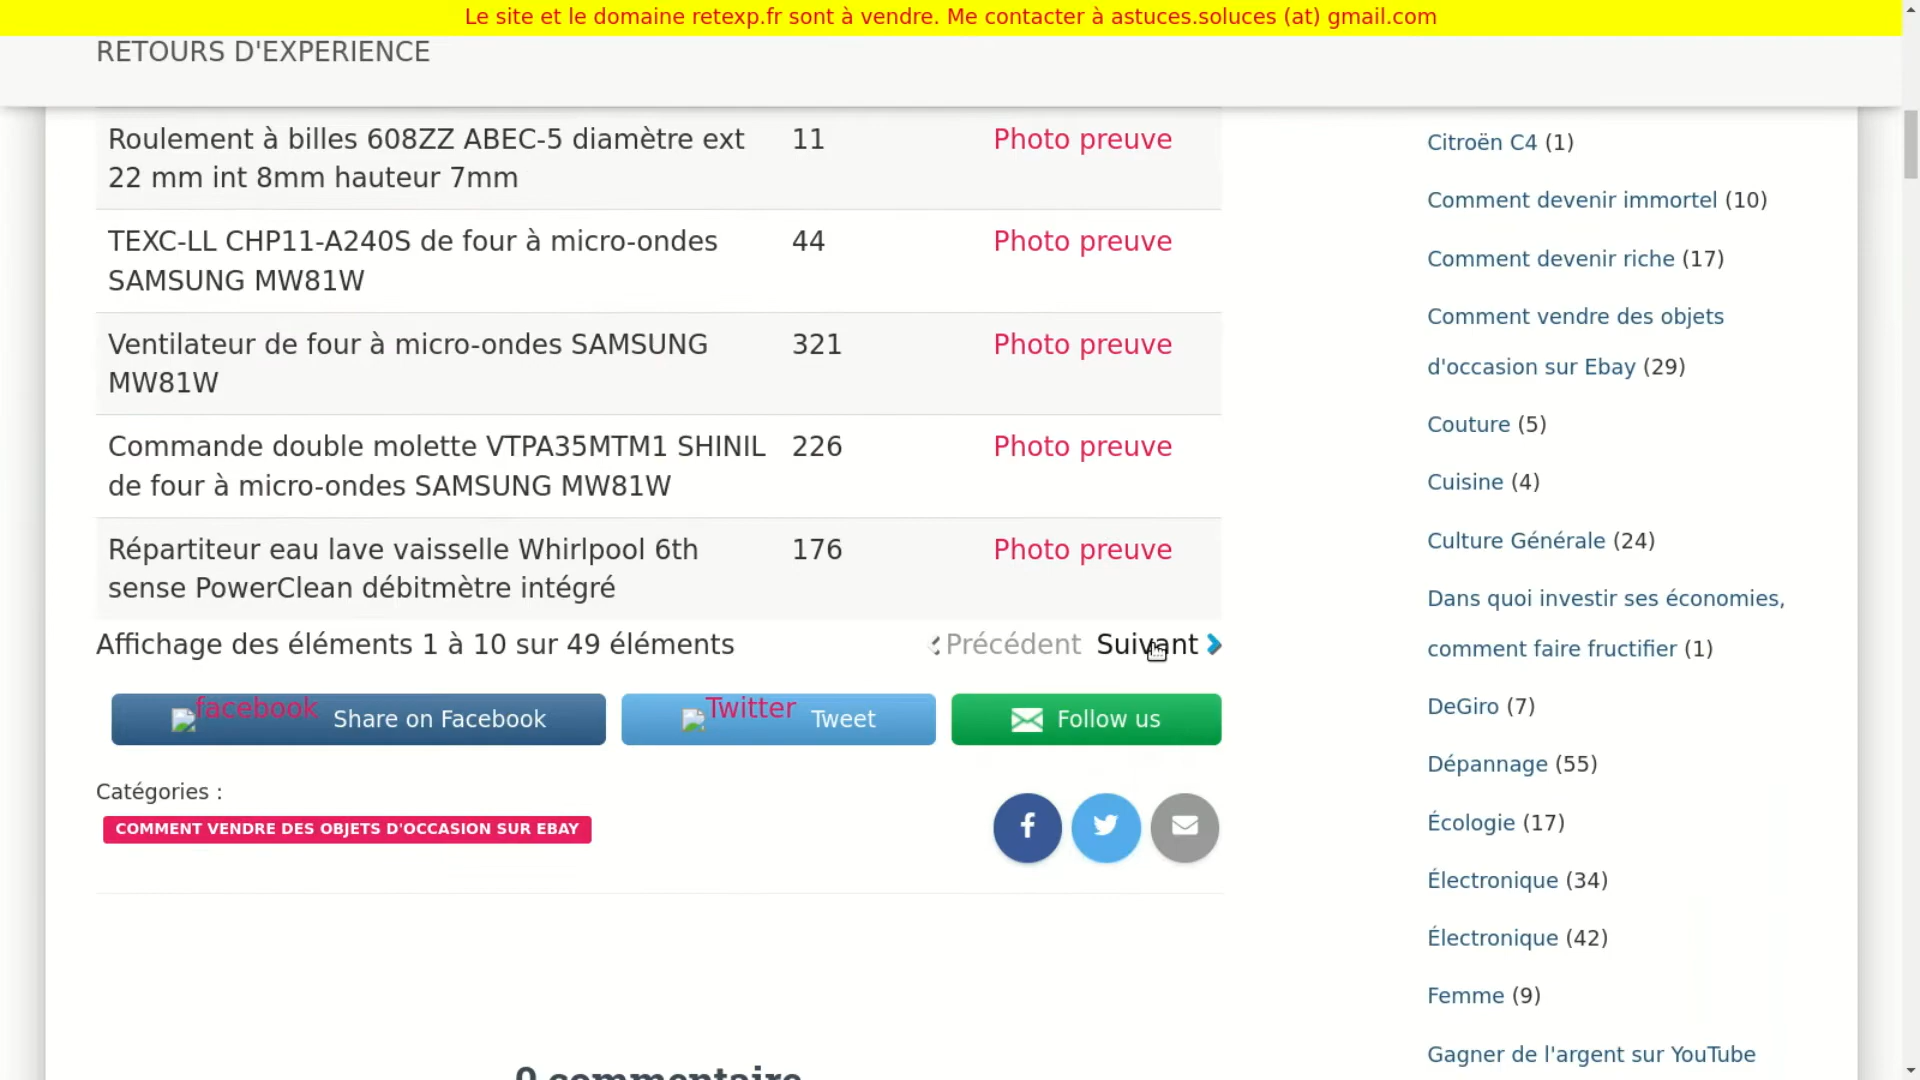 Le site et le domaine retexp.fr sont à vendre. Me contacter à astuces.soluces (at) gmail.com
RETOURS D'EXPERIENCE
Roulement à billes 608ZZ ABEC-5 diamètre ext 11 Photo preuve
22 mm int 8mm hauteur 7mm
TEXC-LL CHP11-A240S de four à micro-ondes 44 Photo preuve
SAMSUNG MW81W
Ventilateur de four à micro-ondes SAMSUNG 321 Photo preuve
MW81W
Commande double molette VTPA35MTM1 SHINIL 226 Photo preuve
de four à micro-ondes SAMSUNG MW81W
Répartiteur eau lave vaisselle Whirlpool 6th 176 Photo preuve
sense PowerClean débitmètre intégré
Affichage des éléments 1 à 10 sur 49 éléments Précédent Suivant
facebook Share on Facebook Twitter Tweet Follow us
Catégories :
COMMENT VENDRE DES OBJETS D'OCCASION SUR EBAY
0 commentaire
Citroën C4 (1)
Comment devenir immortel (10)
Comment devenir riche (17)
Comment vendre des objets
d'occasion sur Ebay (29)
Couture (5)
Cuisine (4)
Culture Générale (24)
Dans quoi investir ses économies,
comment faire fructifier (1)
DeGiro (7)
Dépannage (55)
Écologie (17)
Électronique (34)
Électronique (42)
Femme (9)
Gagner de l'argent sur YouTube